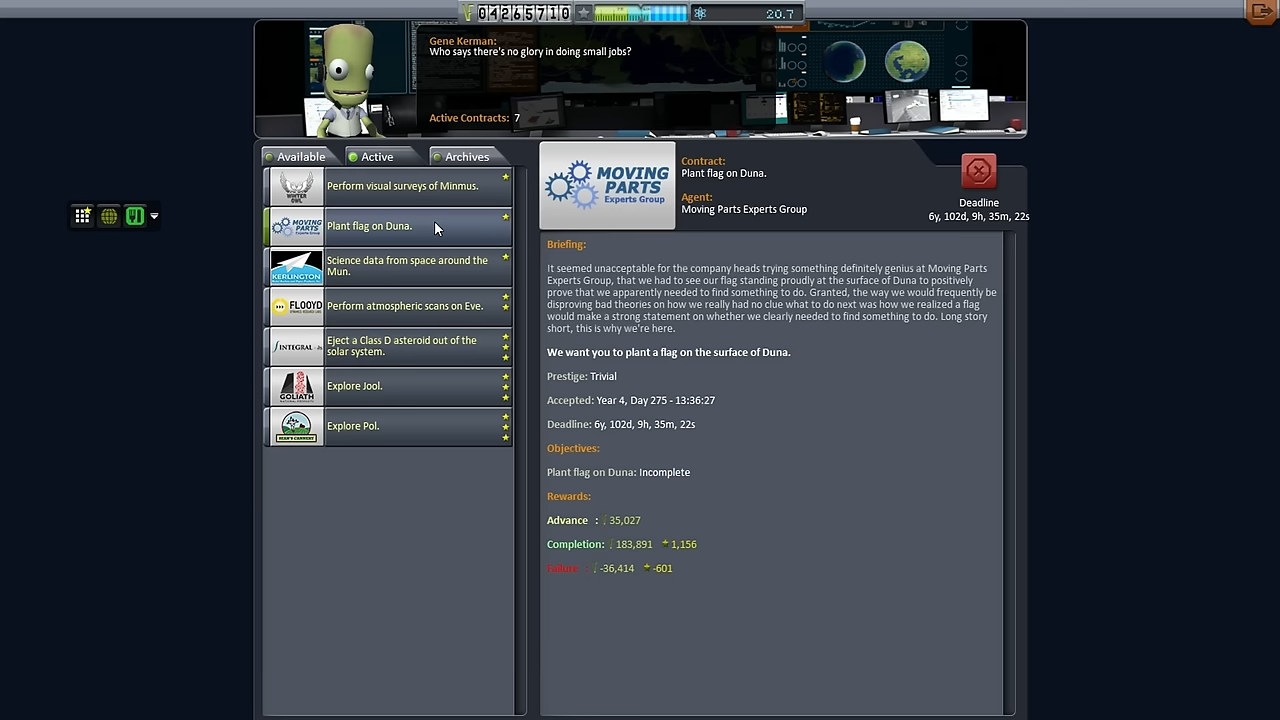 04265710
20.7
Gene Kerman:
Who says there's no glory in doing small jobs?
Active Contracts: 7
Available
Active
Archives
Perform visual surveys of Minmus.
MOVING PARTS
Plant flag on Duna.
KERLINGTON
Science data from space around the
Mun.
FLOOYD
Perform atmospheric scans on Eve.
INTEGRAL
Eject a Class D asteroid out of the
solar system.
GOLIATH
Explore Jool.
Explore Pol.
MOVING
PARTS
Experts Group
Contract:
Plant flag on Duna.
Agent:
Moving Parts Experts Group
Deadline
6y, 102d, 9h, 35m, 22s
Briefing:
It seemed unacceptable for the company heads trying something definitely genius at Moving Parts
Experts Group, that we had to see our flag standing proudly at the surface of Duna to positively
prove that we apparently needed to find something to do. Granted, the way we would frequently be
disproving bad theories on how we really had no clue what to do next was how we realized a flag
would make a strong statement on whether we clearly needed to find something to do. Long story
short, this is why we're here.
We want you to plant a flag on the surface of Duna.
Prestige: Trivial
Accepted: Year 4, Day 275 - 13:36:27
Deadline: 6y, 102d, 9h, 35m, 22s
Objectives:
Plant flag on Duna: Incomplete
Rewards:
Advance : 35,027
Completion: 183,891 1,156
Failure : -36,414 -601